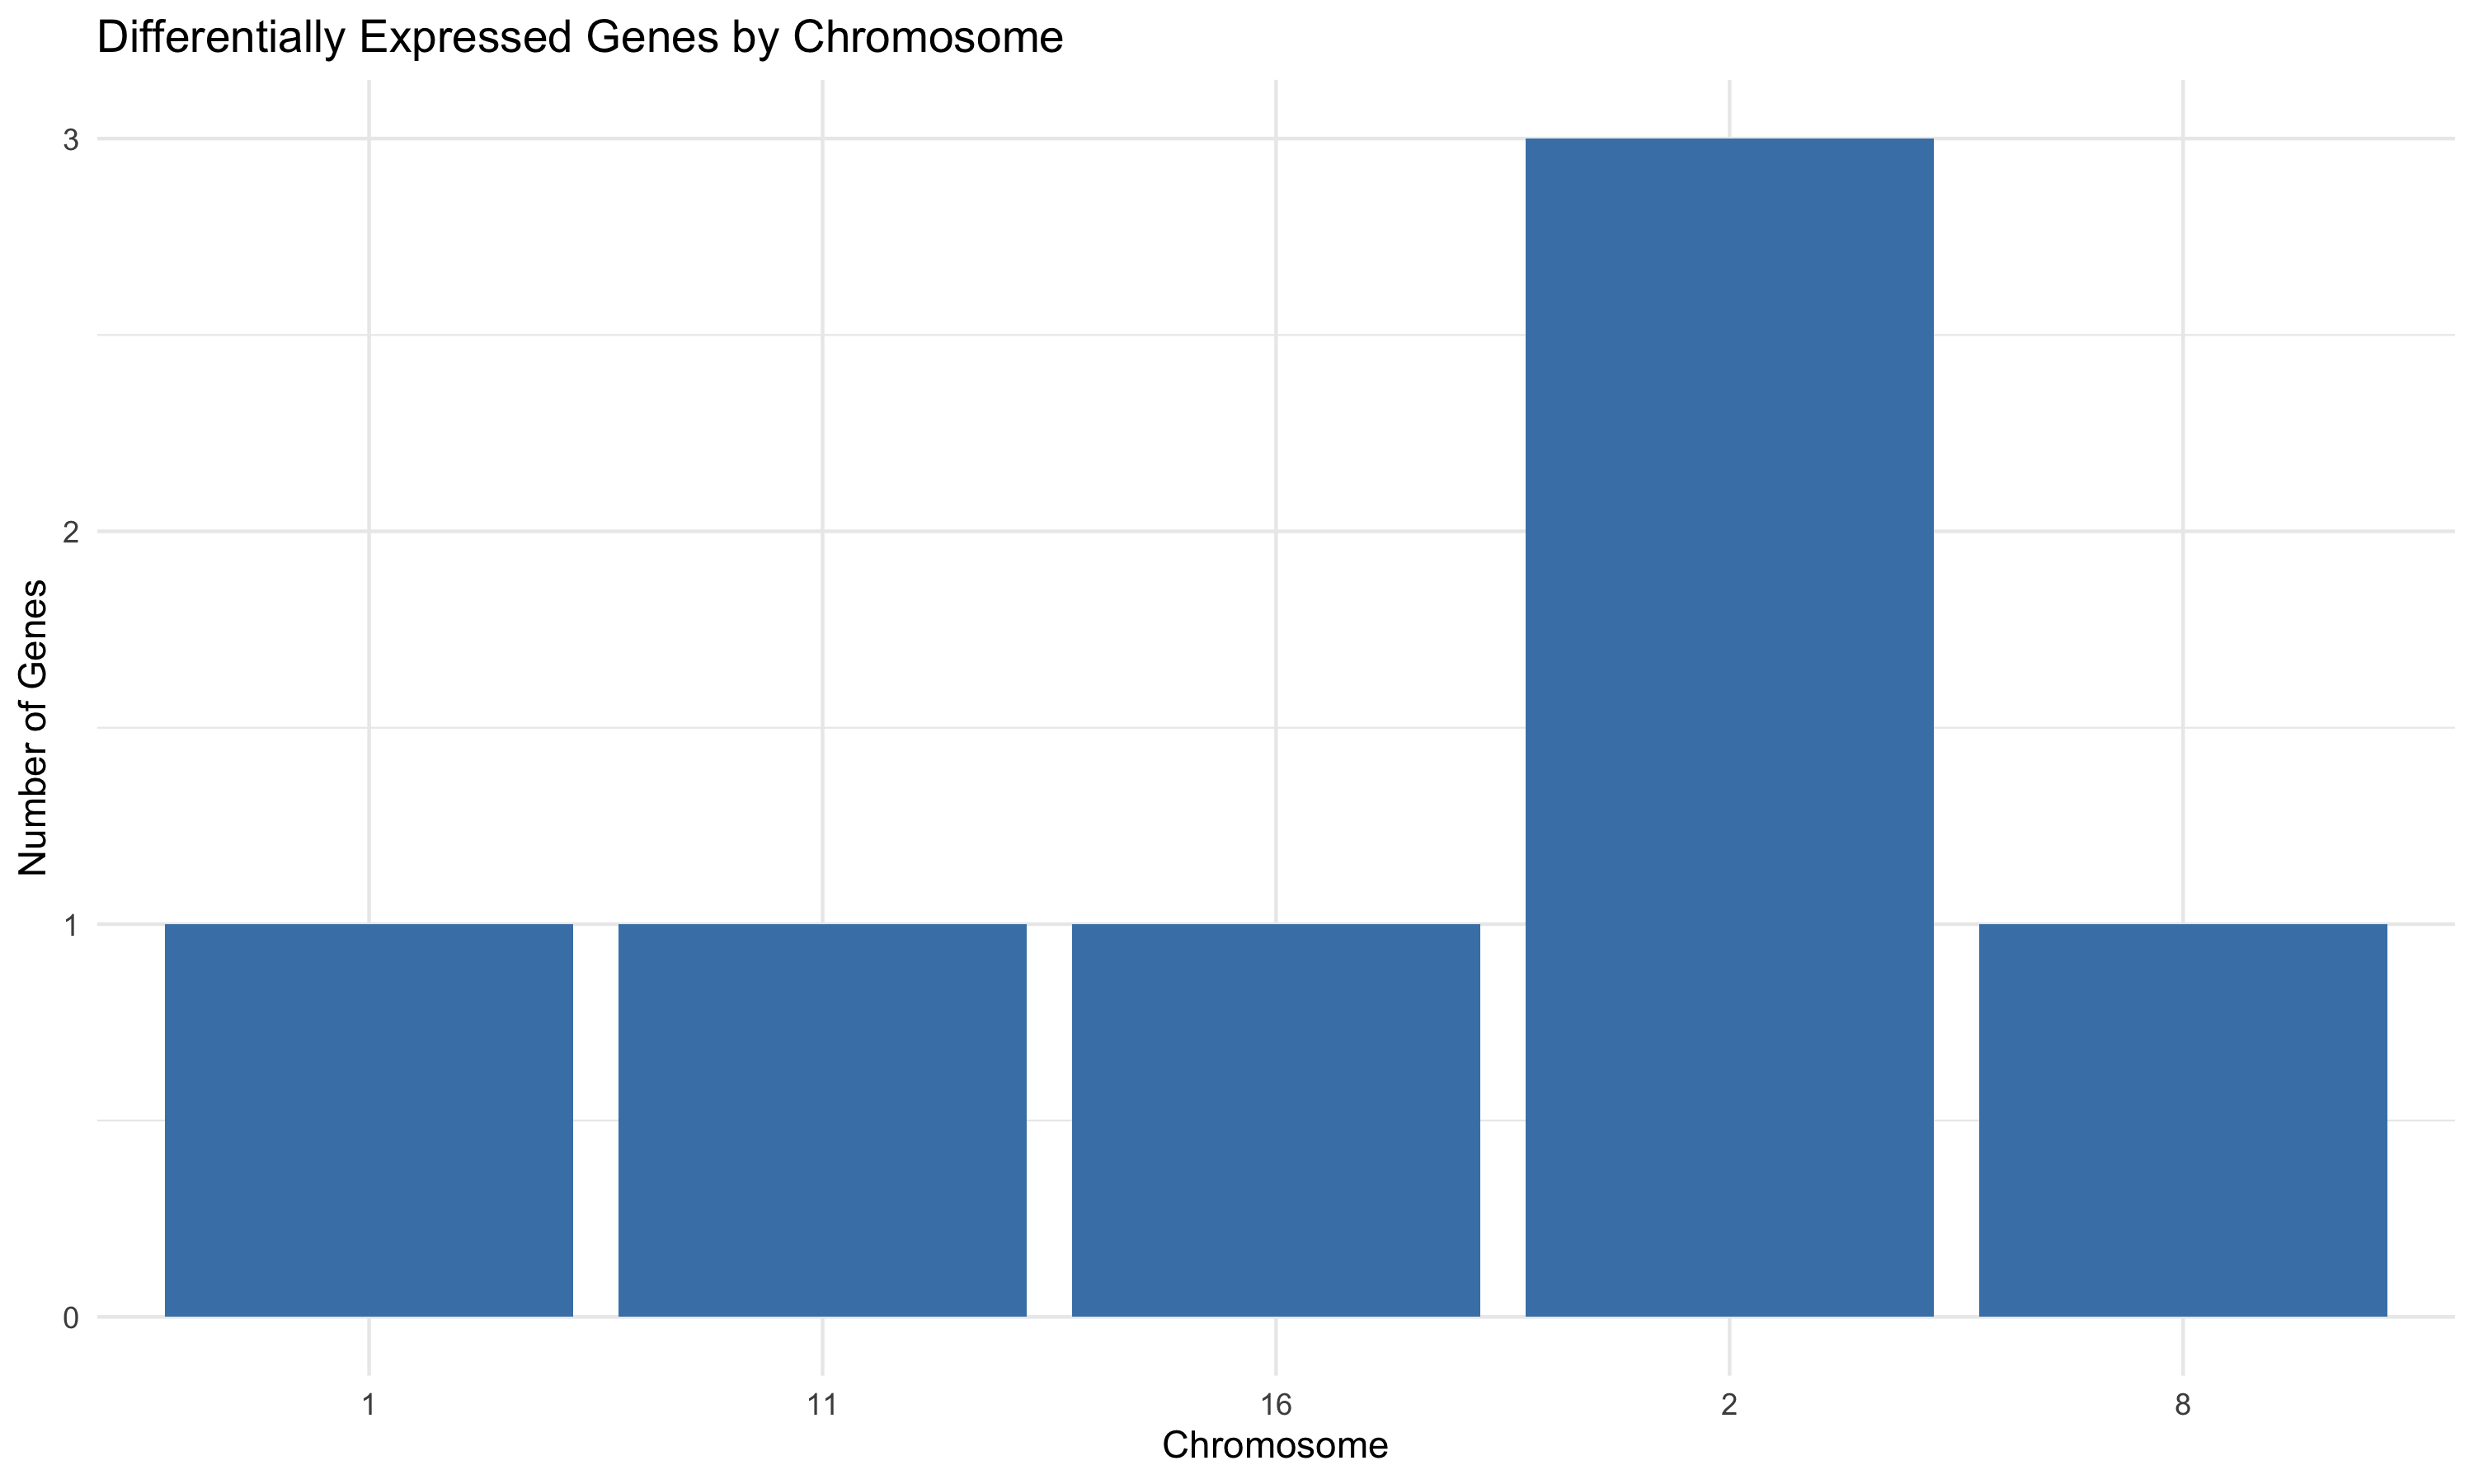 Differentially Expressed Genes by Chromosome
Number of Genes
3
2
1
0
1 11 16 2 8
Chromosome